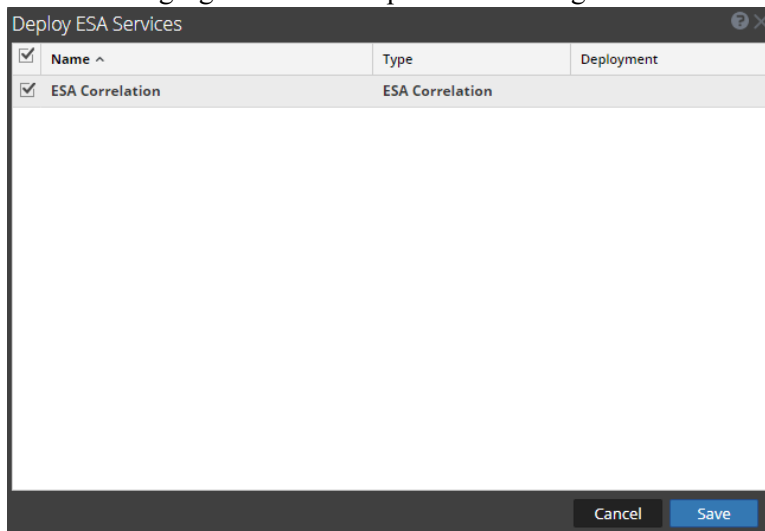 Deploy ESA Services
Name Type Deployment
ESA Correlation ESA Correlation
Cancel Save